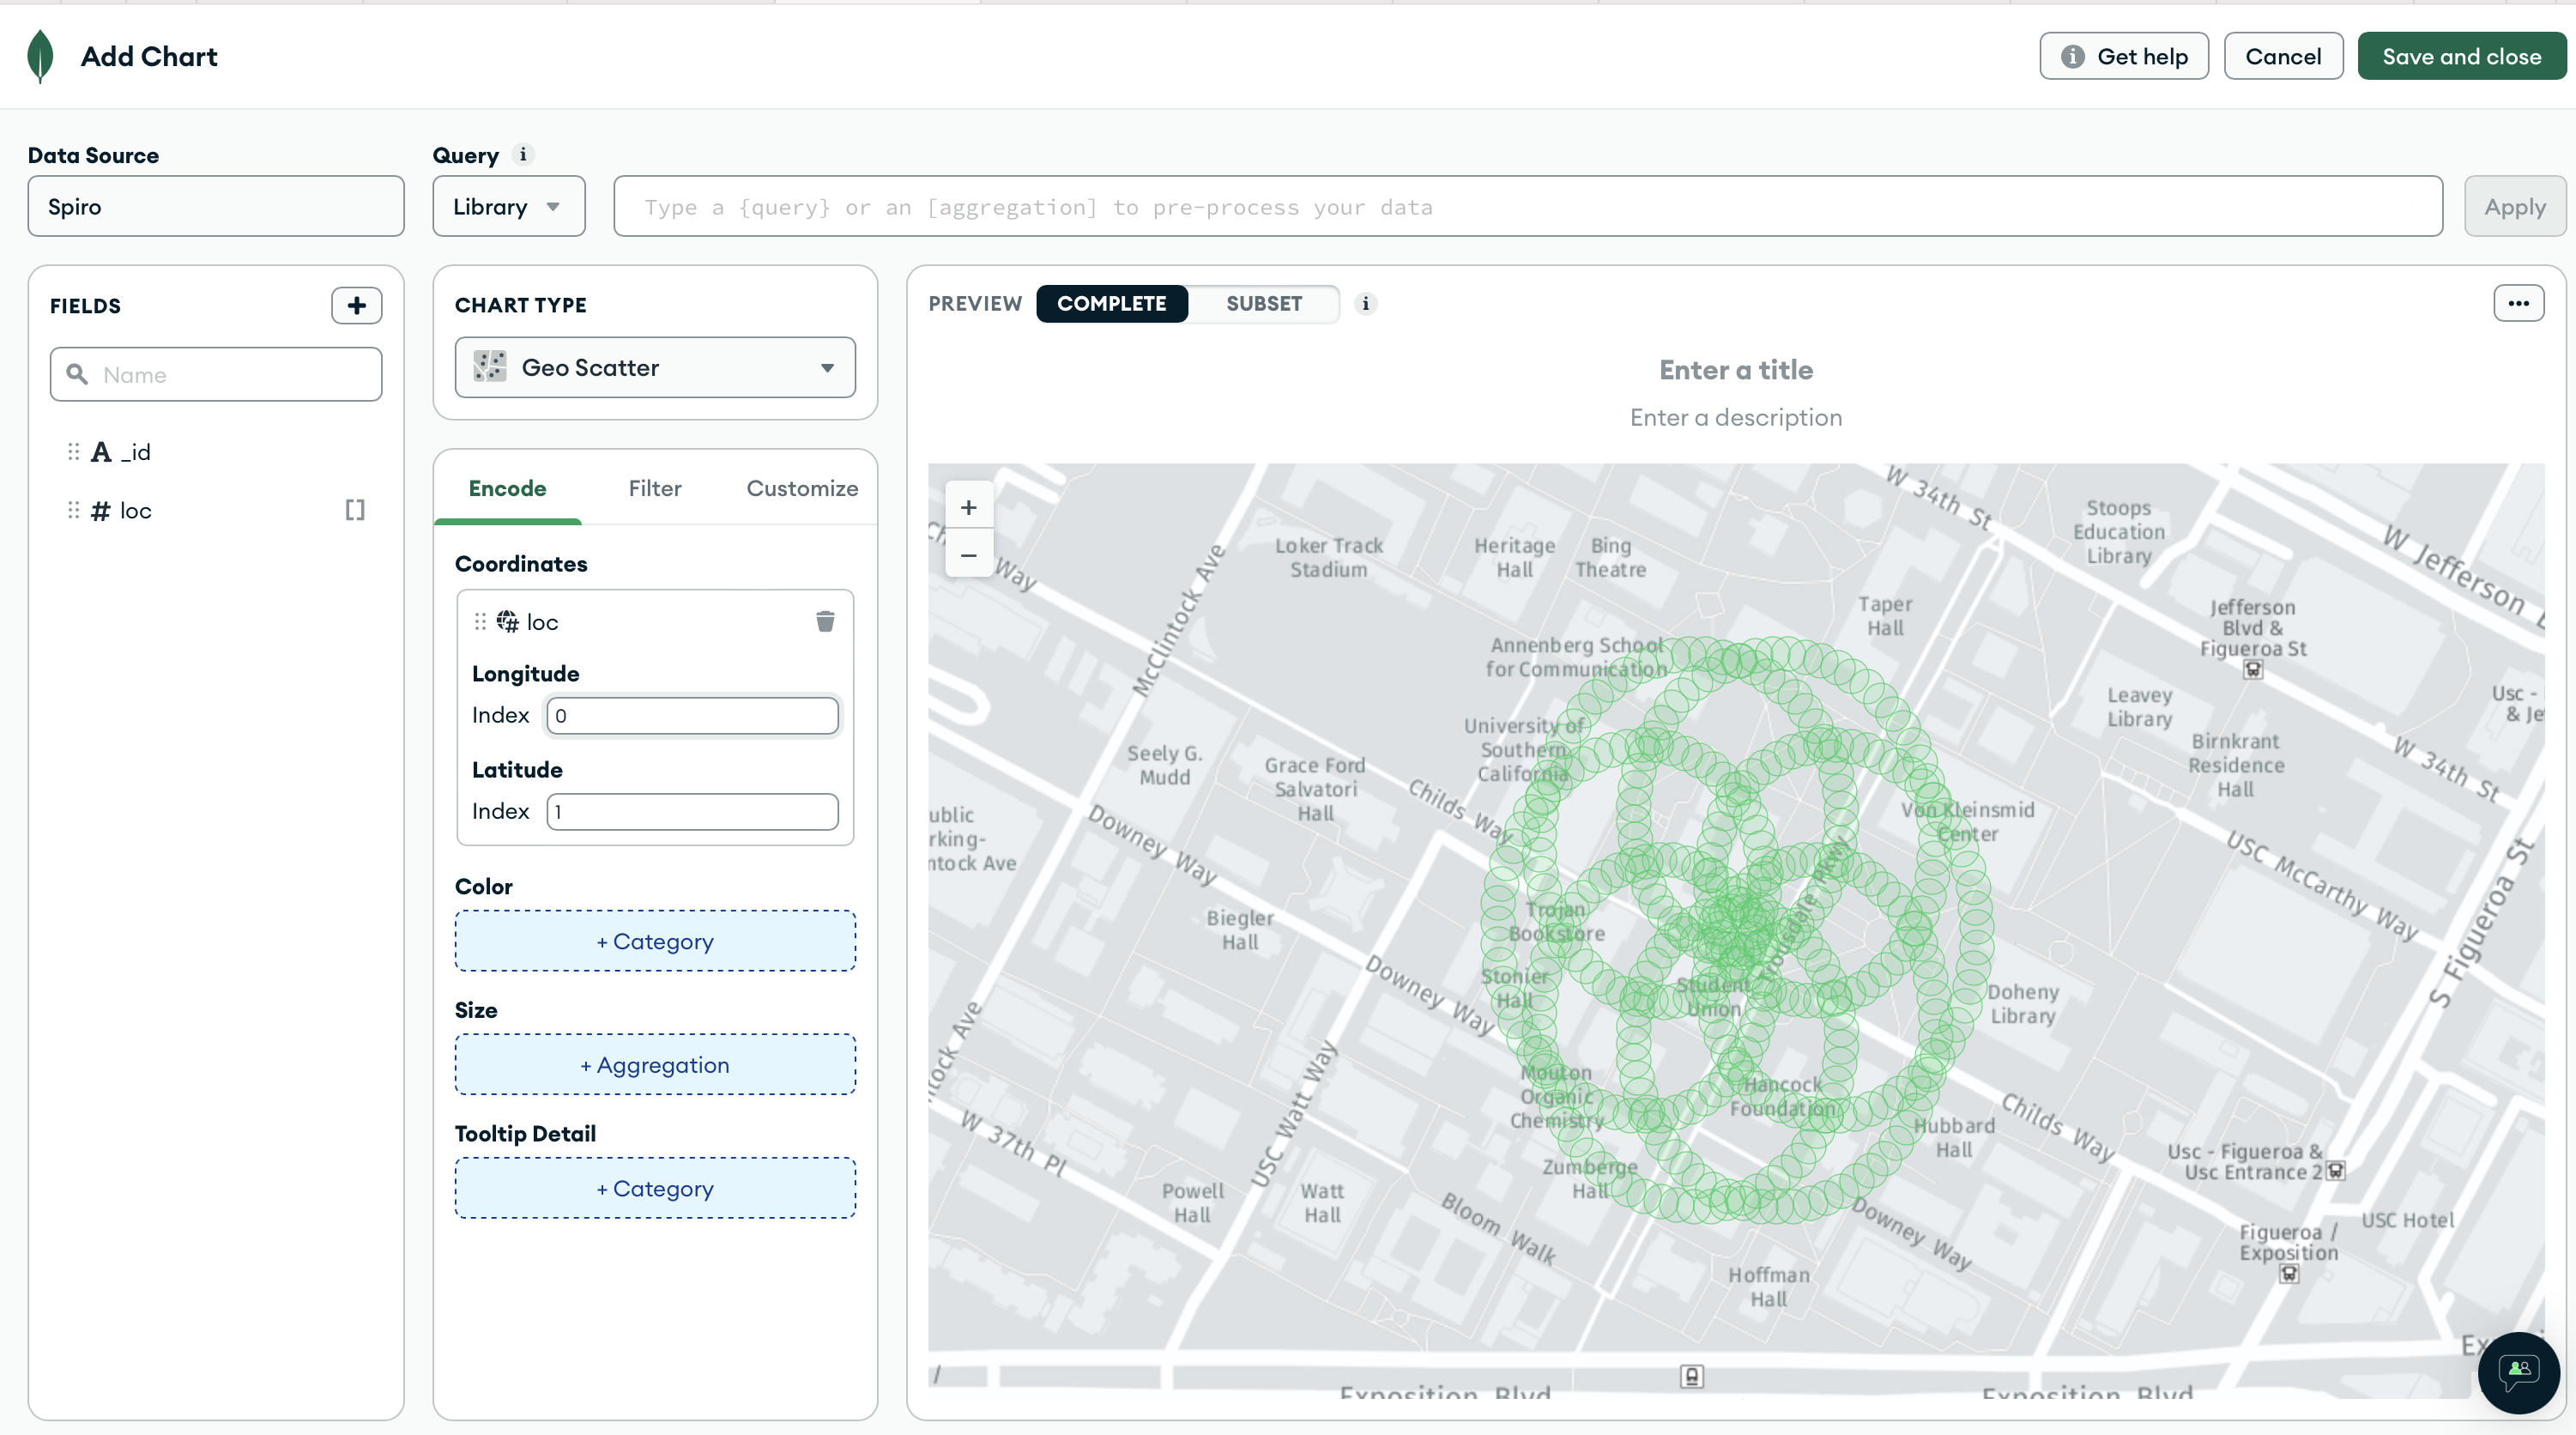 Add Chart
Get help
Cancel
Save and close
Data Source
Query
Spiro
Library
Type a {query} or an [aggregation] to pre-process your data
Apply
FIELDS
Name
_id
# loc
[]
CHART TYPE
Geo Scatter
Encode
Filter
Customize
Coordinates
loc
Longitude
Index
0
Latitude
Index
1
Color
+ Category
Size
+ Aggregation
Tooltip Detail
+ Category
PREVIEW
COMPLETE
SUBSET
Enter a title
Enter a description
+
−
Way
McClintock Ave
Loker Track
Stadium
Heritage
Hall
Bing
Theatre
W 34th St
Stoops
Education
Library
W Jefferson
Taper
Hall
Jefferson
Blvd &
Figueroa St
Annenberg School
for Communication
Leavey
Library
Usc -
University of
Southern
California
Birnkrant
Residence
Hall
W 34th St
Seely G.
Mudd
Grace Ford
Salvatori
Hall
Childs Way
Von Kleinsmid
Center
ublic
rking-
ntock Ave
Downey Way
USC McCarthy Way
S Figueroa St
Biegler
Hall
Trojan
Bookstore
Trousdale Pkwy
Downey Way
Stonier
Hall
Student
Union
Doheny
Library
tock Ave
USC Watt Way
Mouton
Organic
Chemistry
Hancock
Foundation
Childs Way
Hubbard
Hall
W 37th Pl
Zumberge
Hall
Usc - Figueroa &
Usc Entrance 2
Powell
Hall
Watt
Hall
Bloom Walk
Downey Way
USC Hotel
Figueroa /
Exposition
Hoffman
Hall
Exposition Blvd
Exposition Blvd